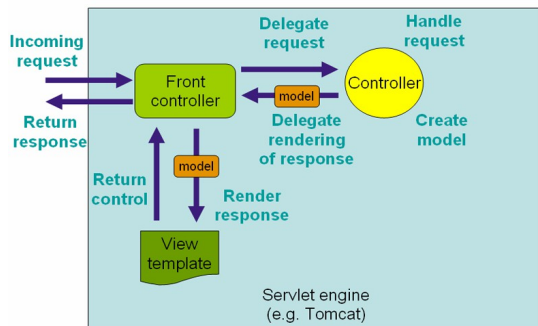 Incoming
request
Return
response
Front
controller
Delegate
request
Handle
request
Controller
model
Delegate
rendering
of response
Create
model
Return
control
model
Render
response
View
template
Servlet engine
(e.g. Tomcat)